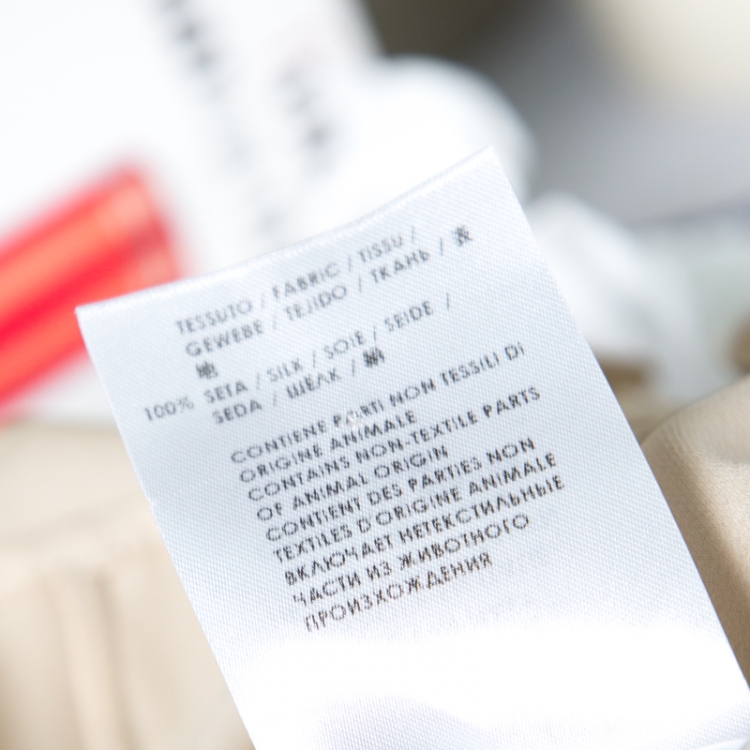 TESSUTO / FABRIC / TISSU /
GEWEBE / TEJIDO / ТКАНЬ / 表
地
100% SETA / SILK / SOIE / SEIDE /
SEDA / ШЁЛК / 絹
CONTIENE PARTI NON TESSILI DI
ORIGINE ANIMALE
CONTAINS NON-TEXTILE PARTS
OF ANIMAL ORIGIN
CONTIENT DES PARTIES NON
TEXTILES D'ORIGINE ANIMALE
ВКЛЮЧАЕТ НЕТЕКСТИЛЬНЫЕ
ЧАСТИ ИЗ ЖИВОТНОГО
ПРОИЗХОЖДЕНИЯ